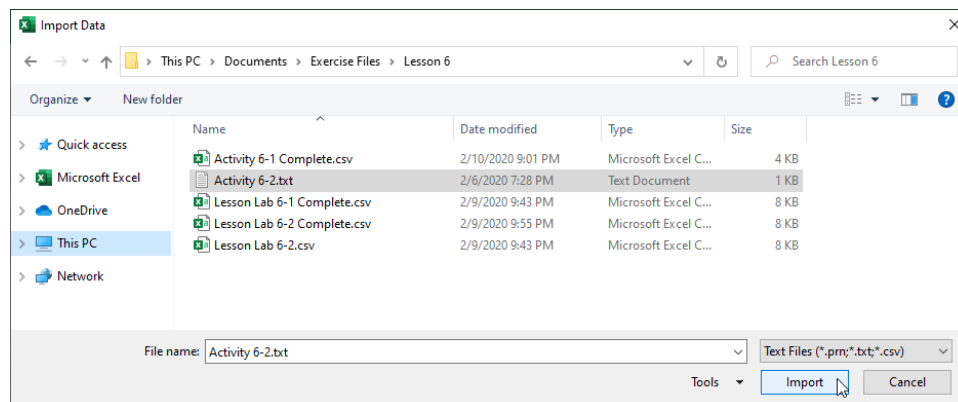 Import Data
This PC > Documents > Exercise Files > Lesson 6
Search Lesson 6
Organize
New folder
Name Date modified Type Size
Quick access
Microsoft Excel
OneDrive
This PC
Network
Activity 6-1 Complete.csv 2/10/2020 9:01 PM Microsoft Excel C... 4 KB
Activity 6-2.txt 2/6/2020 7:28 PM Text Document 1 KB
Lesson Lab 6-1 Complete.csv 2/9/2020 9:43 PM Microsoft Excel C... 8 KB
Lesson Lab 6-2 Complete.csv 2/9/2020 9:55 PM Microsoft Excel C... 8 KB
Lesson Lab 6-2.csv 2/9/2020 9:43 PM Microsoft Excel C... 8 KB
File name: Activity 6-2.txt Text Files (*.prn;*.txt;*.csv)
Tools Import Cancel